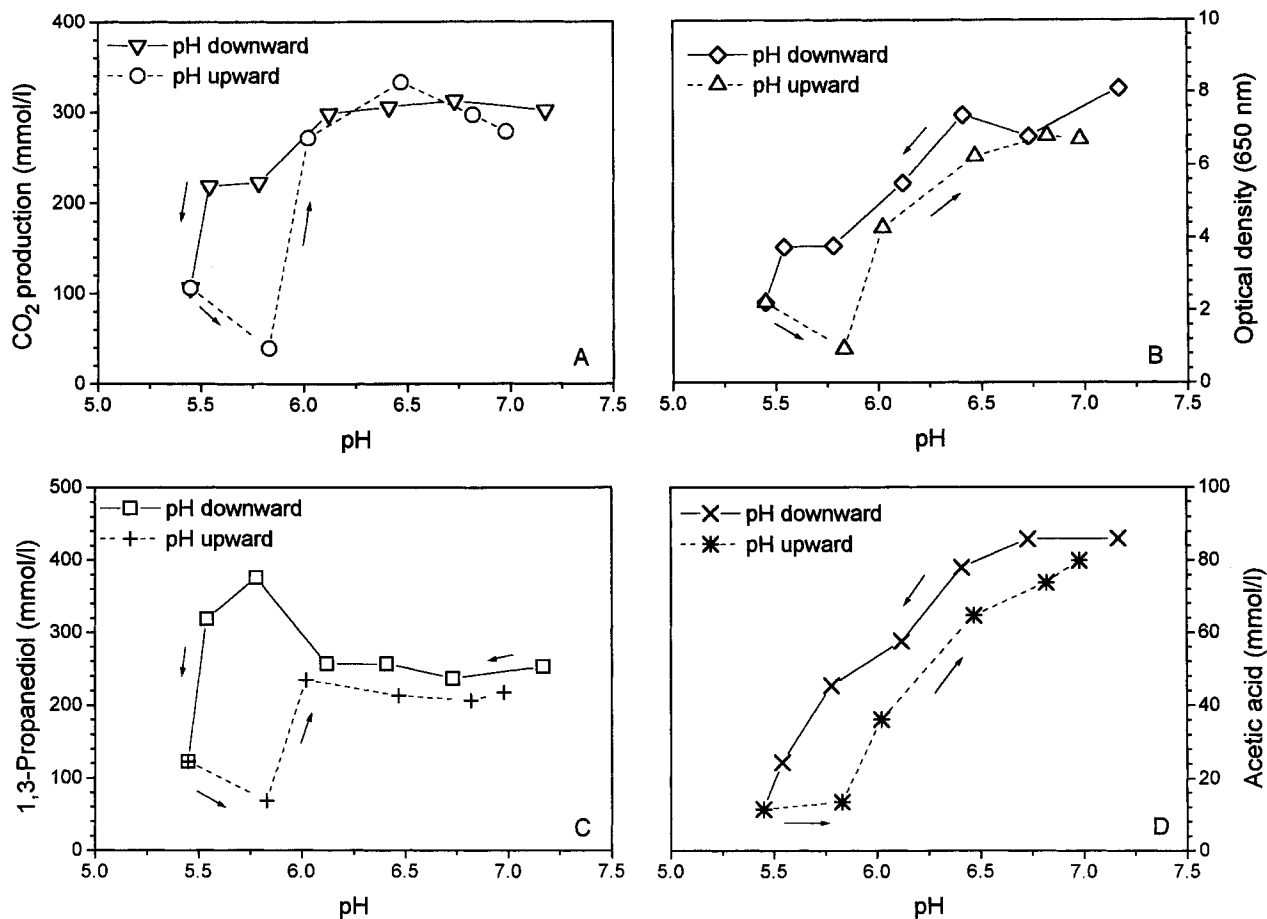 400
300
200
100
0
CO2 production (mmol/l)
pH downward
pH upward
A
5.0 5.5 6.0 6.5 7.0 7.5
pH
10
8
6
4
2
0
Optical density (650 nm)
pH downward
pH upward
B
5.0 5.5 6.0 6.5 7.0 7.5
pH
500
400
300
200
100
0
1,3-Propanediol (mmol/l)
pH downward
pH upward
C
5.0 5.5 6.0 6.5 7.0 7.5
pH
100
80
60
40
20
0
Acetic acid (mmol/l)
pH downward
pH upward
D
5.0 5.5 6.0 6.5 7.0 7.5
pH